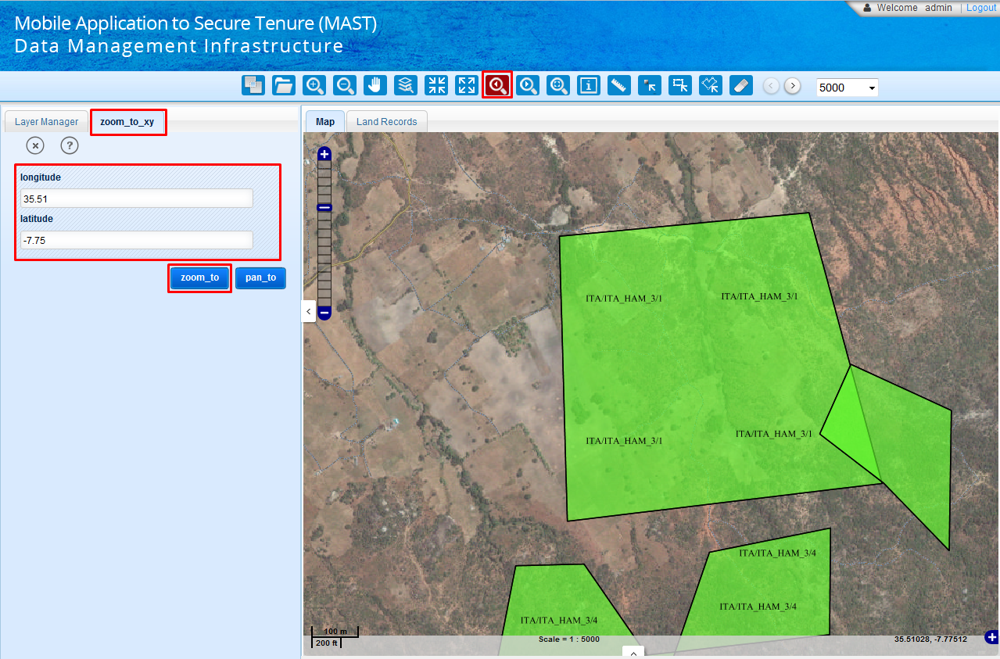 Welcome admin | Logout
Mobile Application to Secure Tenure (MAST)
Data Management Infrastructure
5000
Layer Manager
zoom_to_xy
Map
Land Records
longitude
35.51
latitude
-7.75
zoom_to
pan_to
ITA/ITA_HAM_3/1
ITA/ITA_HAM_3/1
ITA/ITA_HAM_3/1
ITA/ITA_HAM_3/1
ITA/ITA_HAM_3/4
ITA/ITA_HAM_3/4
ITA/ITA_HAM_3/4
100 m
200 ft
Scale = 1 : 5000
35.51028, -7.77512